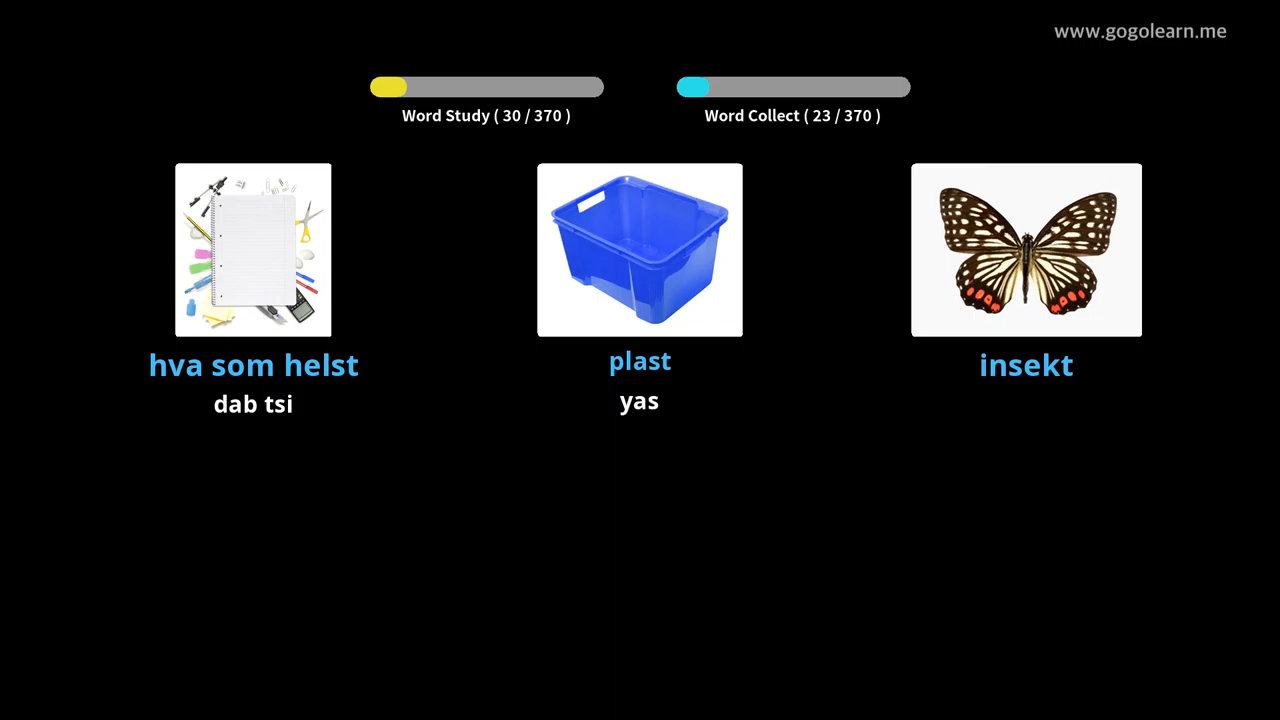 www.gogolearn.me
Word Study ( 30 / 370 )
Word Collect ( 23 / 370 )
hva som helst
dab tsi
plast
yas
insekt